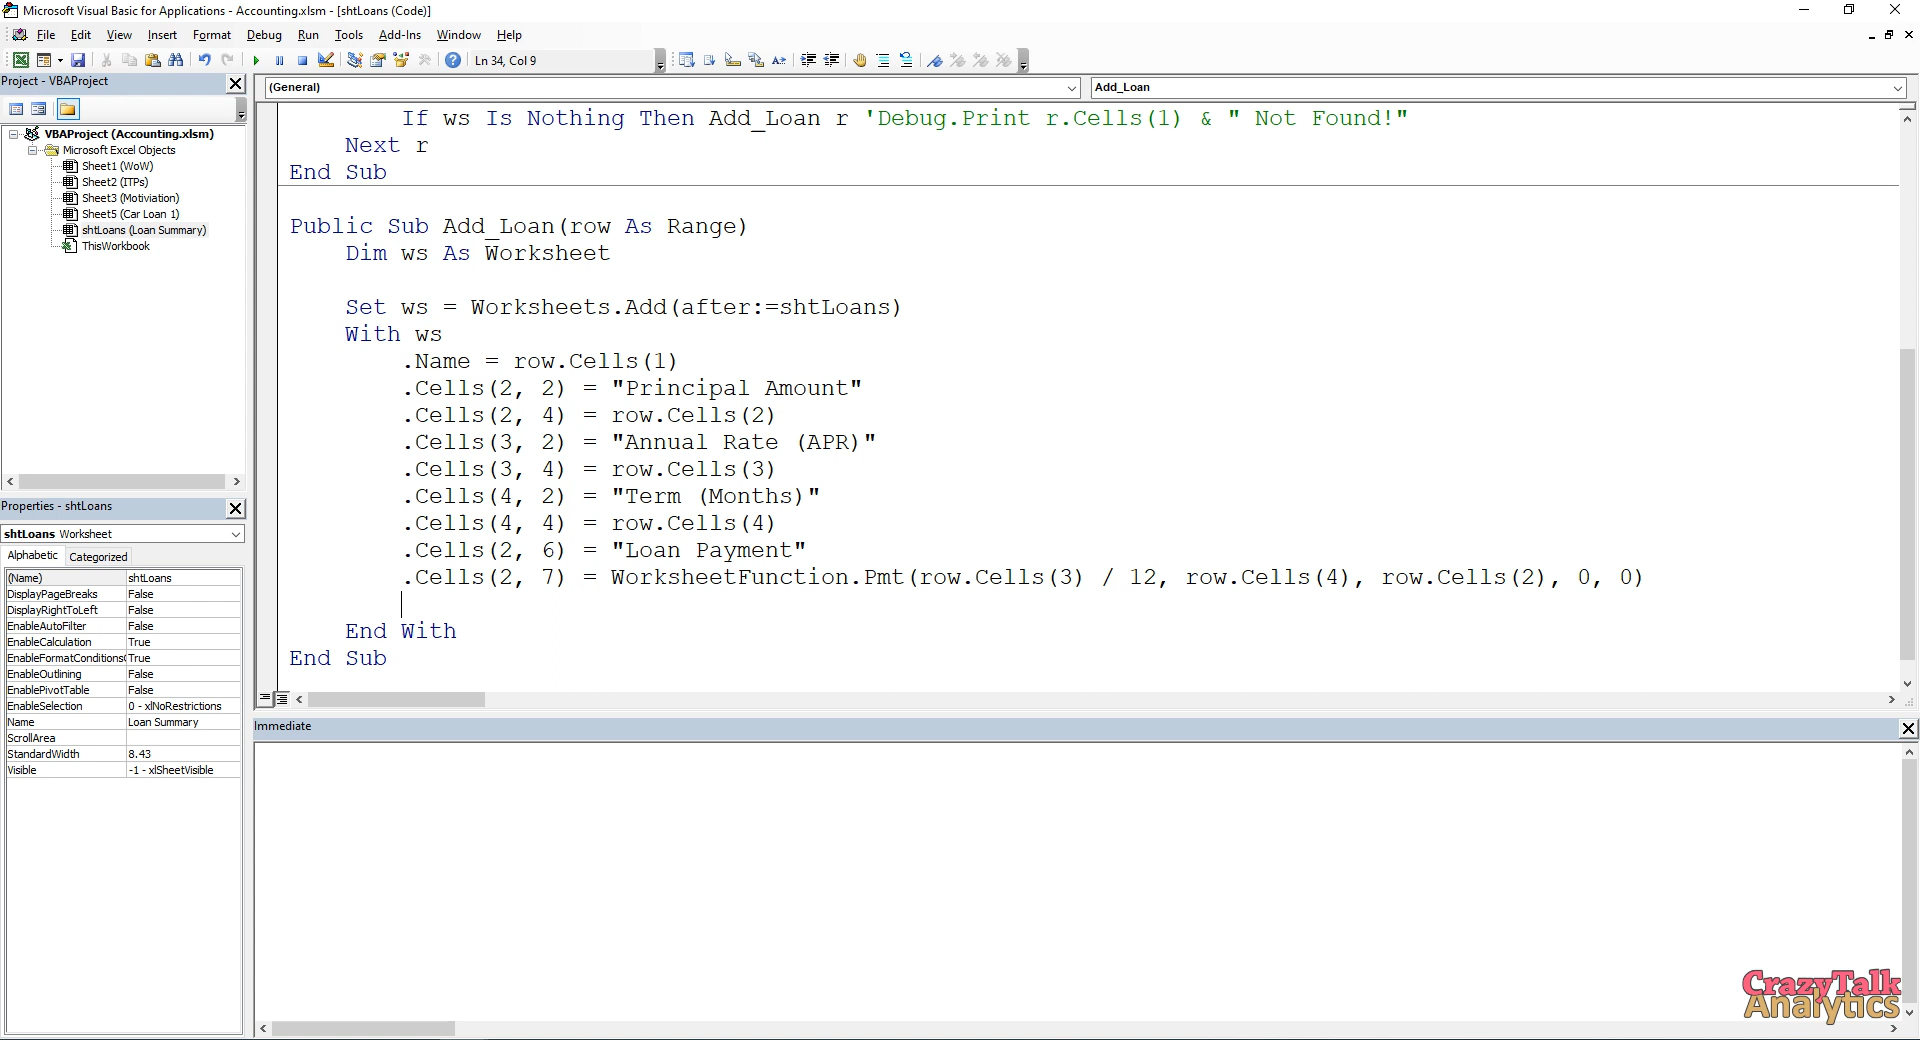 Microsoft Visual Basic for Applications - Accounting.xlsm - [shtLoans (Code)]
File Edit View Insert Format Debug Run Tools Add-Ins Window Help
Ln 34, Col 9
Project - VBAProject
(General)
Add_Loan
VBAProject (Accounting.xlsm)
Microsoft Excel Objects
Sheet1 (WoW)
Sheet2 (ITPs)
Sheet3 (Motiviation)
Sheet5 (Car Loan 1)
shtLoans (Loan Summary)
ThisWorkbook
Properties - shtLoans
shtLoans Worksheet
Alphabetic Categorized
(Name) shtLoans
DisplayPageBreaks False
DisplayRightToLeft False
EnableAutoFilter False
EnableCalculation True
EnableFormatConditions True
EnableOutlining False
EnablePivotTable False
EnableSelection 0 - xlNoRestrictions
Name Loan Summary
ScrollArea
StandardWidth 8.43
Visible -1 - xlSheetVisible
If ws Is Nothing Then Add_Loan r 'Debug.Print r.Cells(1) & " Not Found!"
Next r
End Sub
Public Sub Add_Loan(row As Range)
Dim ws As Worksheet
Set ws = Worksheets.Add(after:=shtLoans)
With ws
.Name = row.Cells(1)
.Cells(2, 2) = "Principal Amount"
.Cells(2, 4) = row.Cells(2)
.Cells(3, 2) = "Annual Rate (APR)"
.Cells(3, 4) = row.Cells(3)
.Cells(4, 2) = "Term (Months)"
.Cells(4, 4) = row.Cells(4)
.Cells(2, 6) = "Loan Payment"
.Cells(2, 7) = WorksheetFunction.Pmt(row.Cells(3) / 12, row.Cells(4), row.Cells(2), 0, 0)
End With
End Sub
Immediate
CrazyTalk
Analytics